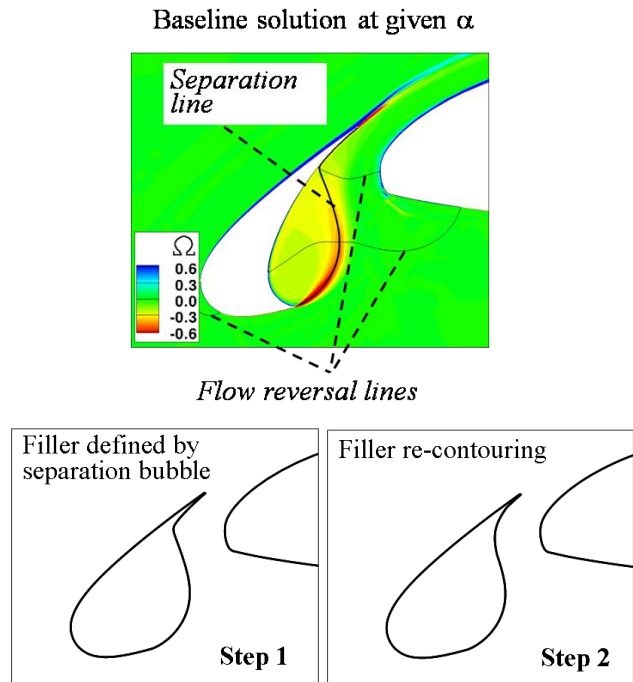 Baseline solution at given α
Separation
line
Ω
0.6
0.3
0.0
-0.3
-0.6
Flow reversal lines
Filler defined by
separation bubble
Step 1
Filler re-contouring
Step 2